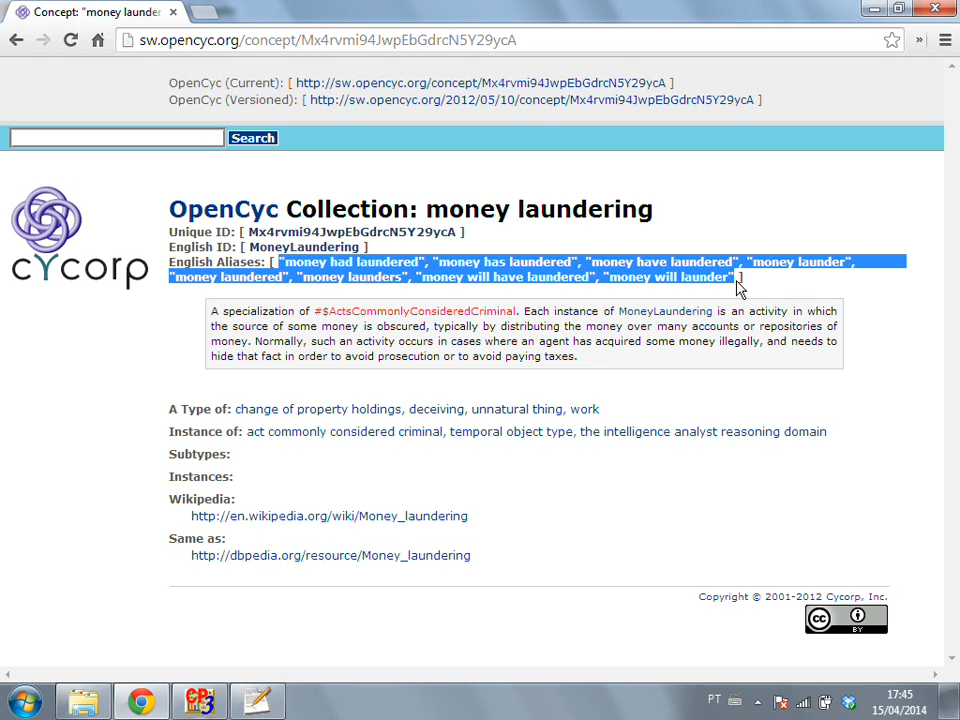 Concept: "money launder
sw.opencyc.org/concept/Mx4rvmi94JwpEbGdrcN5Y29ycA
OpenCyc (Current): [ http://sw.opencyc.org/concept/Mx4rvmi94JwpEbGdrcN5Y29ycA ]
OpenCyc (Versioned): [ http://sw.opencyc.org/2012/05/10/concept/Mx4rvmi94JwpEbGdrcN5Y29ycA ]
Search
cYcorp
OpenCyc Collection: money laundering
Unique ID: [ Mx4rvmi94JwpEbGdrcN5Y29ycA ]
English ID: [ MoneyLaundering ]
English Aliases: [ "money had laundered", "money has laundered", "money have laundered", "money launder",
"money laundered", "money launders", "money will have laundered", "money will launder" ]
A specialization of #$ActsCommonlyConsideredCriminal. Each instance of MoneyLaundering is an activity in which
the source of some money is obscured, typically by distributing the money over many accounts or repositories of
money. Normally, such an activity occurs in cases where an agent has acquired some money illegally, and needs to
hide that fact in order to avoid prosecution or to avoid paying taxes.
A Type of: change of property holdings, deceiving, unnatural thing, work
Instance of: act commonly considered criminal, temporal object type, the intelligence analyst reasoning domain
Subtypes:
Instances:
Wikipedia:
http://en.wikipedia.org/wiki/Money_laundering
Same as:
http://dbpedia.org/resource/Money_laundering
Copyright © 2001-2012 Cycorp, Inc.
cc BY
PT
17:45
15/04/2014